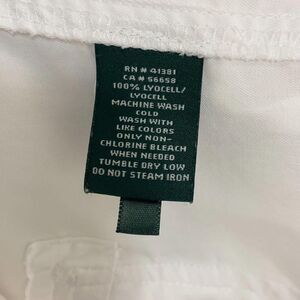 RN # 41381
CA # 56658
100% LYOCELL/
LYOCELL
MACHINE WASH
COLD
WASH WITH
LIKE COLORS
ONLY NON-
CHLORINE BLEACH
WHEN NEEDED
TUMBLE DRY LOW
DO NOT STEAM IRON